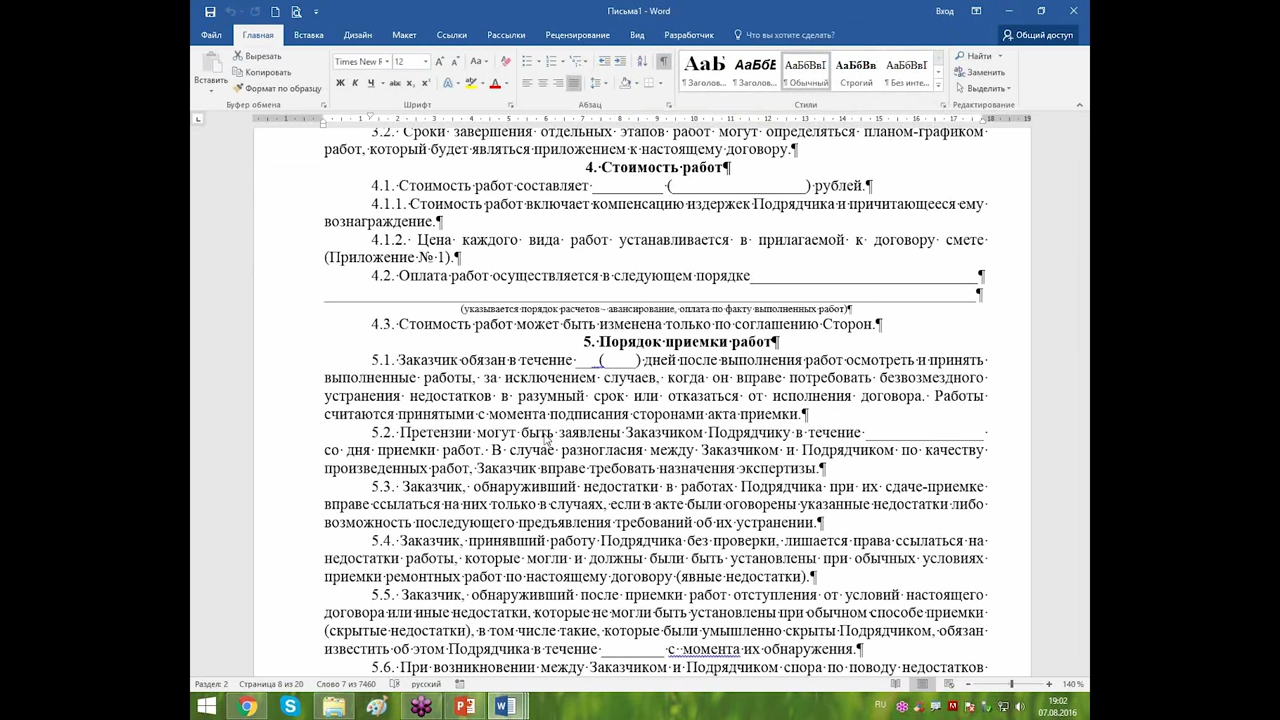 Письма1 - Word
Вход
Файл Главная Вставка Дизайн Макет Ссылки Рассылки Рецензирование Вид Разработчик Что вы хотите сделать? Общий доступ
Вставить
Вырезать
Копировать
Формат по образцу
Буфер обмена
Times New F 12
Ж К Ч abc x₂ x²
Шрифт
Абзац
АаБ АаБбЕ АаБбВвІ АаБбВв АаБбВвІ
¶ Заголов... ¶ Заголов... ¶ Обычный Строгий ¶ Без инте...
Стили
Найти
Заменить
Выделить
Редактирование
3.2. Сроки завершения отдельных этапов работ могут определяться планом-графиком
работ, который будет являться приложением к настоящему договору.¶
4. Стоимость работ¶
4.1. Стоимость работ составляет _________ (__________________) рублей.¶
4.1.1. Стоимость работ включает компенсацию издержек Подрядчика и причитающееся ему
вознаграждение.¶
4.1.2. Цена каждого вида работ устанавливается в прилагаемой к договору смете
(Приложение № 1).¶
4.2. Оплата работ осуществляется в следующем порядке______________________________¶
¶
(указывается порядок расчетов – авансирование, оплата по факту выполненных работ)¶
4.3. Стоимость работ может быть изменена только по соглашению Сторон.¶
5. Порядок приемки работ¶
5.1. Заказчик обязан в течение ___(____) дней после выполнения работ осмотреть и принять
выполненные работы, за исключением случаев, когда он вправе потребовать безвозмездного
устранения недостатков в разумный срок или отказаться от исполнения договора. Работы
считаются принятыми с момента подписания сторонами акта приемки.¶
5.2. Претензии могут быть заявлены Заказчиком Подрядчику в течение _______________
со дня приемки работ. В случае разногласия между Заказчиком и Подрядчиком по качеству
произведенных работ, Заказчик вправе требовать назначения экспертизы.¶
5.3. Заказчик, обнаруживший недостатки в работах Подрядчика при их сдаче-приемке
вправе ссылаться на них только в случаях, если в акте были оговорены указанные недостатки либо
возможность последующего предъявления требований об их устранении.¶
5.4. Заказчик, принявший работу Подрядчика без проверки, лишается права ссылаться на
недостатки работы, которые могли и должны были быть установлены при обычных условиях
приемки ремонтных работ по настоящему договору (явные недостатки).¶
5.5. Заказчик, обнаруживший после приемки работ отступления от условий настоящего
договора или иные недостатки, которые не могли быть установлены при обычном способе приемки
(скрытые недостатки), в том числе такие, которые были умышленно скрыты Подрядчиком, обязан
известить об этом Подрядчика в течение ________ с момента их обнаружения.¶
5.6. При возникновении между Заказчиком и Подрядчиком спора по поводу недостатков
Раздел: 2 Страница 8 из 20 Слово 7 из 7460 русский 140 %
RU
19:02
07.08.2016